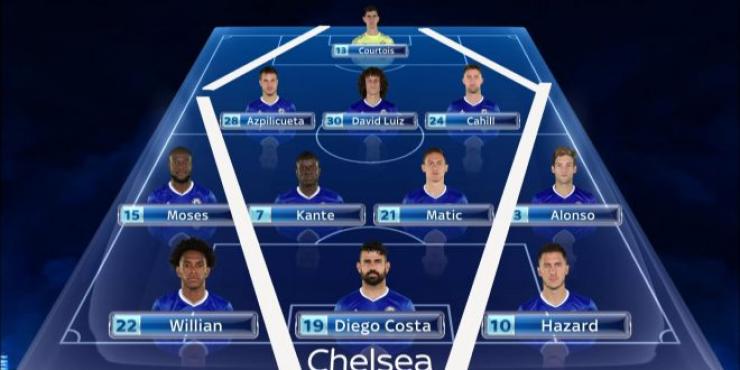 13 Courtois
28 Azpilicueta 30 David Luiz 24 Cahill
15 Moses 7 Kante 21 Matic 3 Alonso
22 Willian 19 Diego Costa 10 Hazard
Chelsea